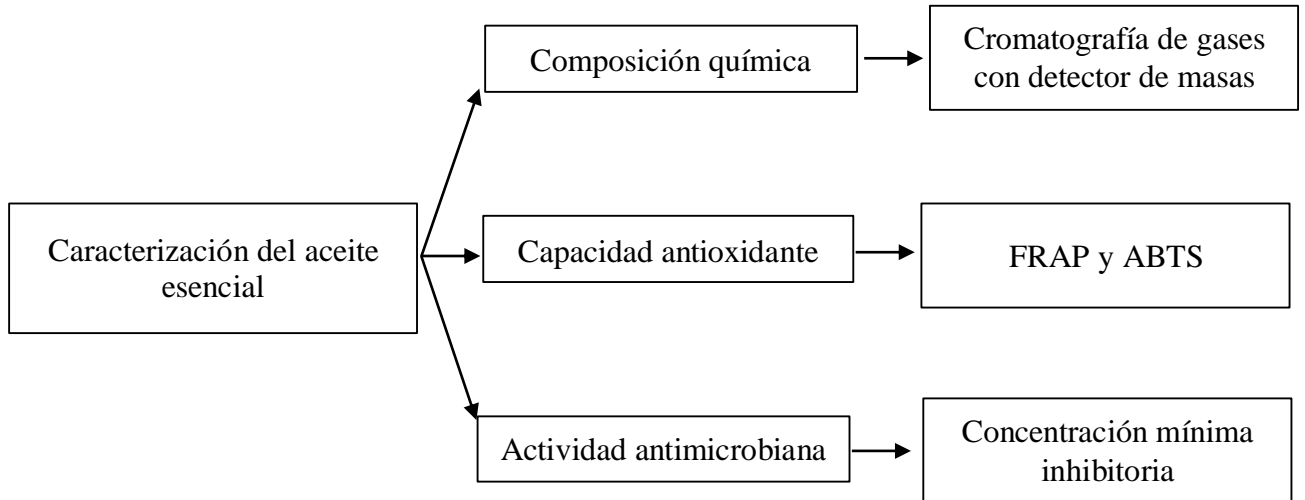 Composición química
Cromatografía de gases
con detector de masas
Caracterización del aceite
esencial
Capacidad antioxidante
FRAP y ABTS
Actividad antimicrobiana
Concentración mínima
inhibitoria